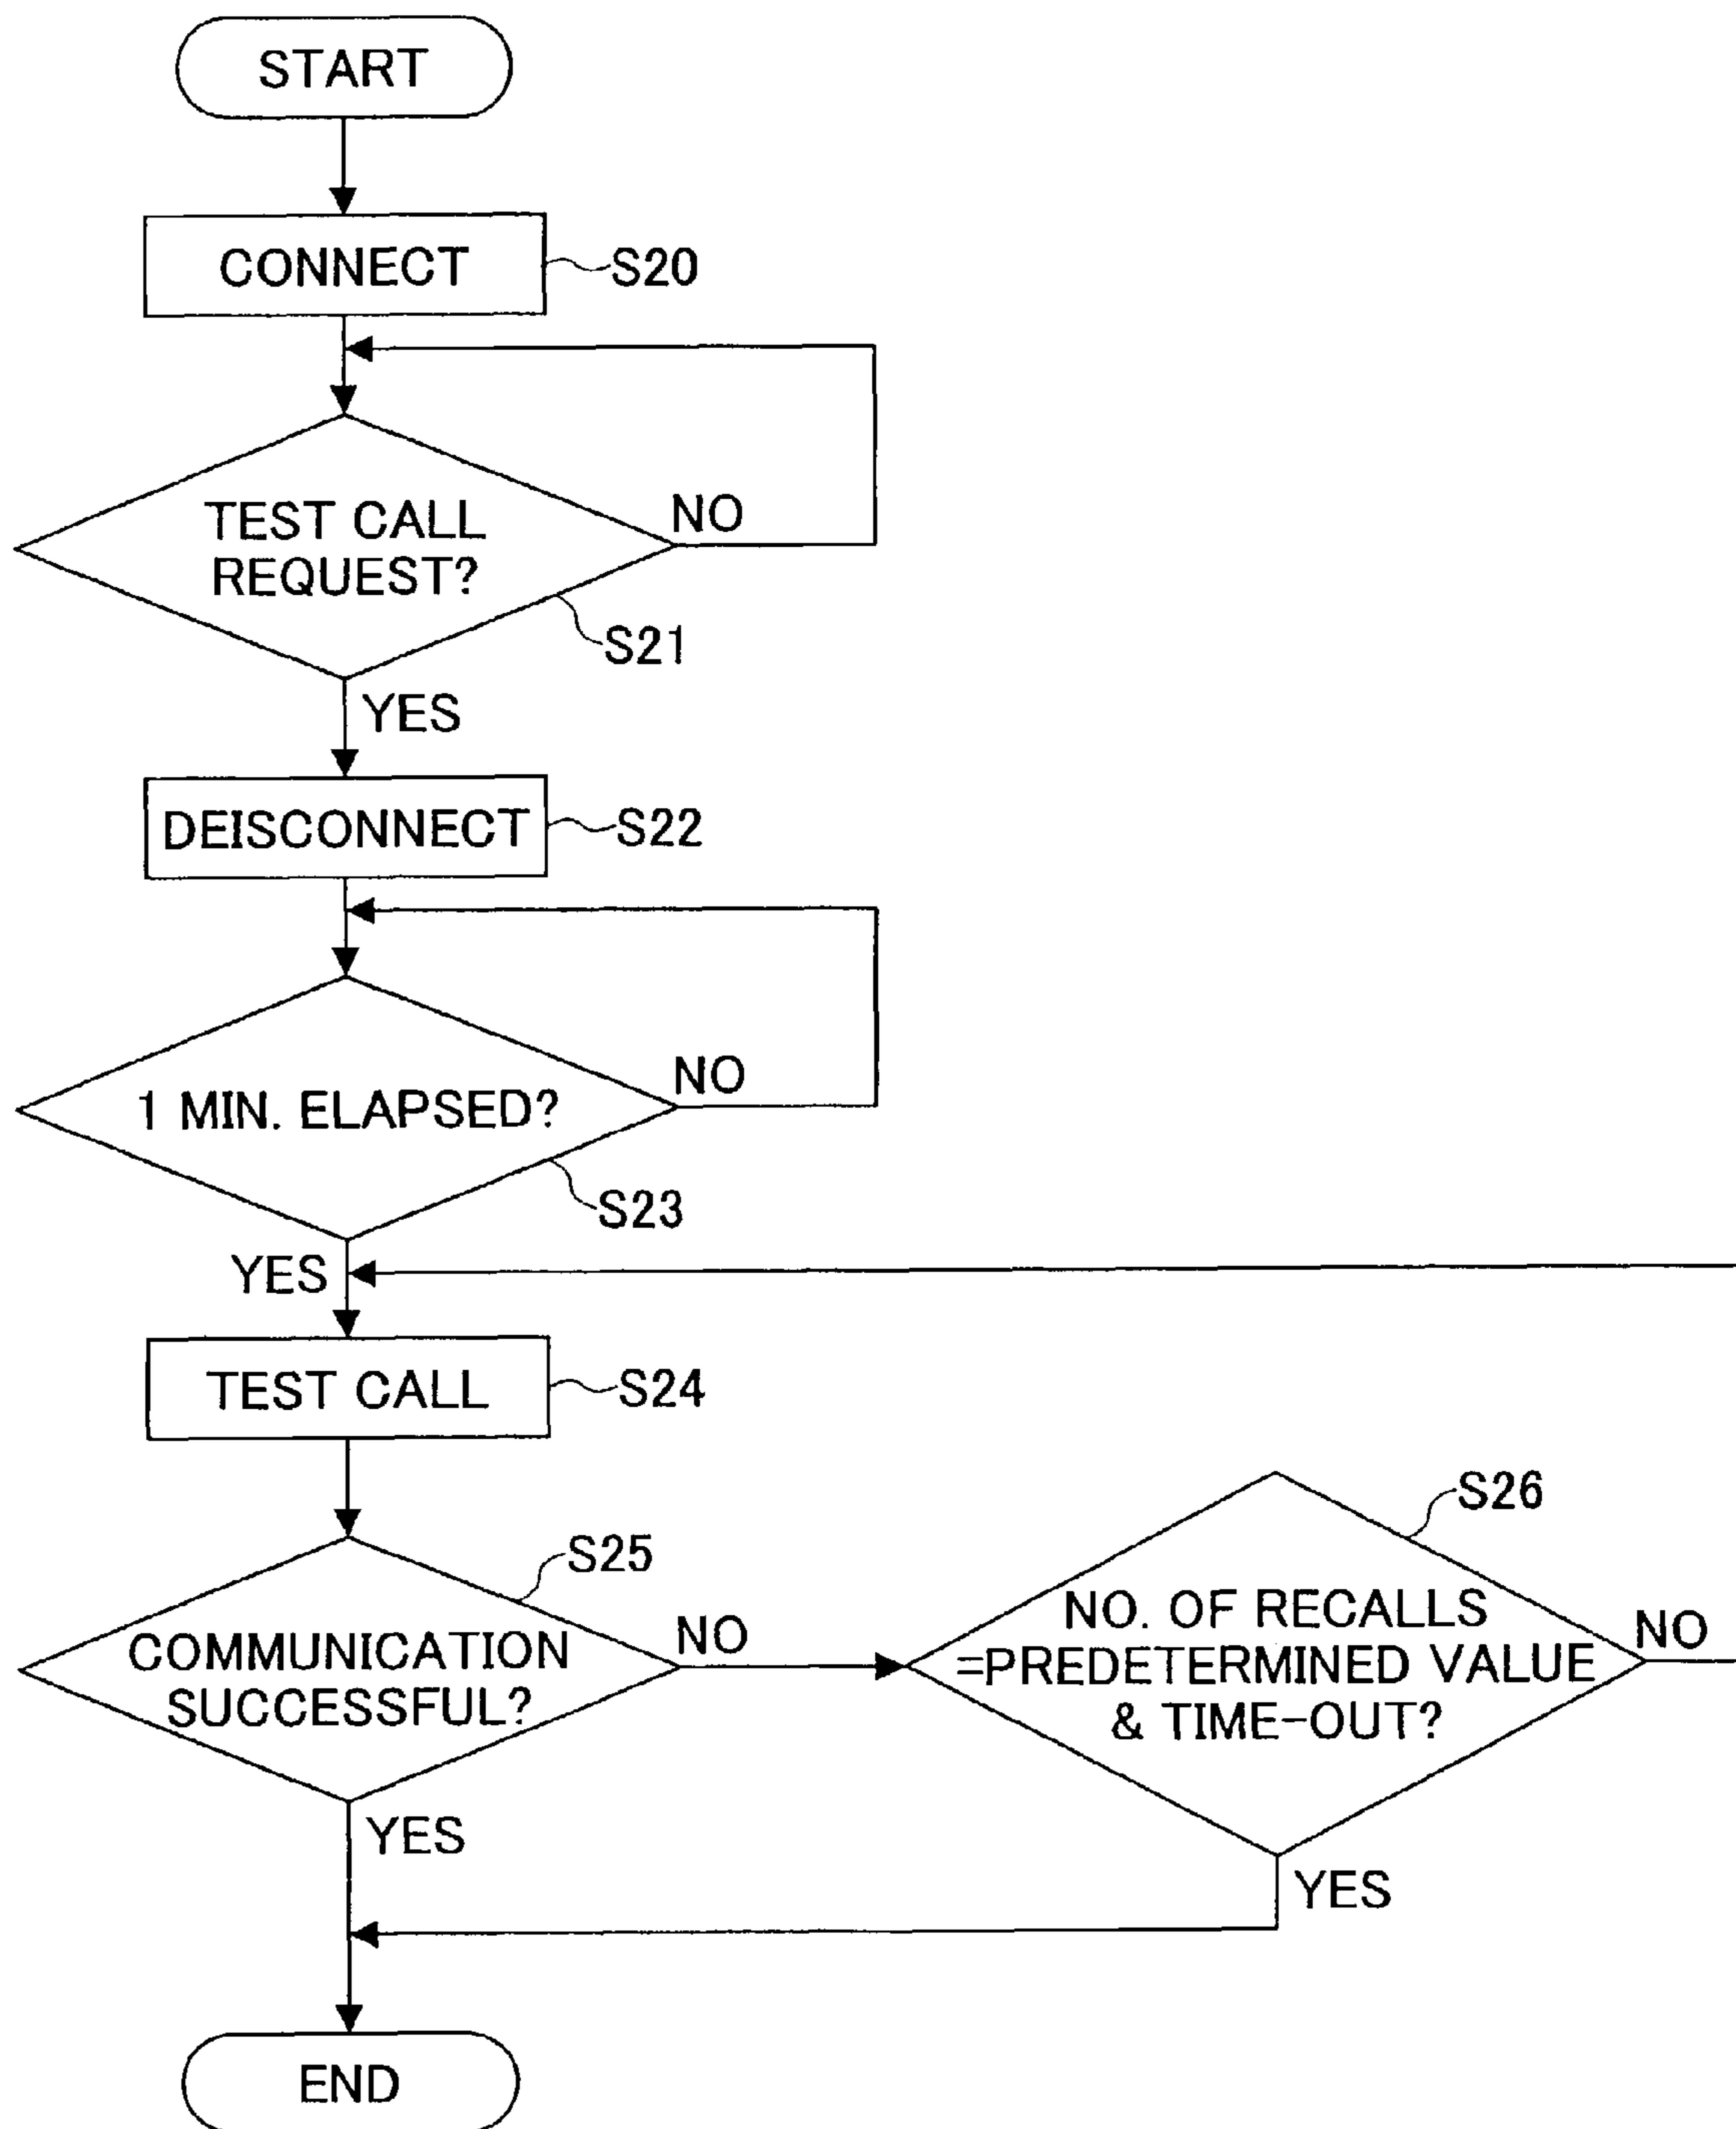 START
CONNECT
S20
TEST CALL
REQUEST?
NO
S21
YES
DEISCONNECT
S22
1 MIN. ELAPSED?
NO
S23
YES
TEST CALL
S24
S25
COMMUNICATION
SUCCESSFUL?
NO
S26
NO. OF RECALLS
=PREDETERMINED VALUE
& TIME-OUT?
NO
YES
YES
END